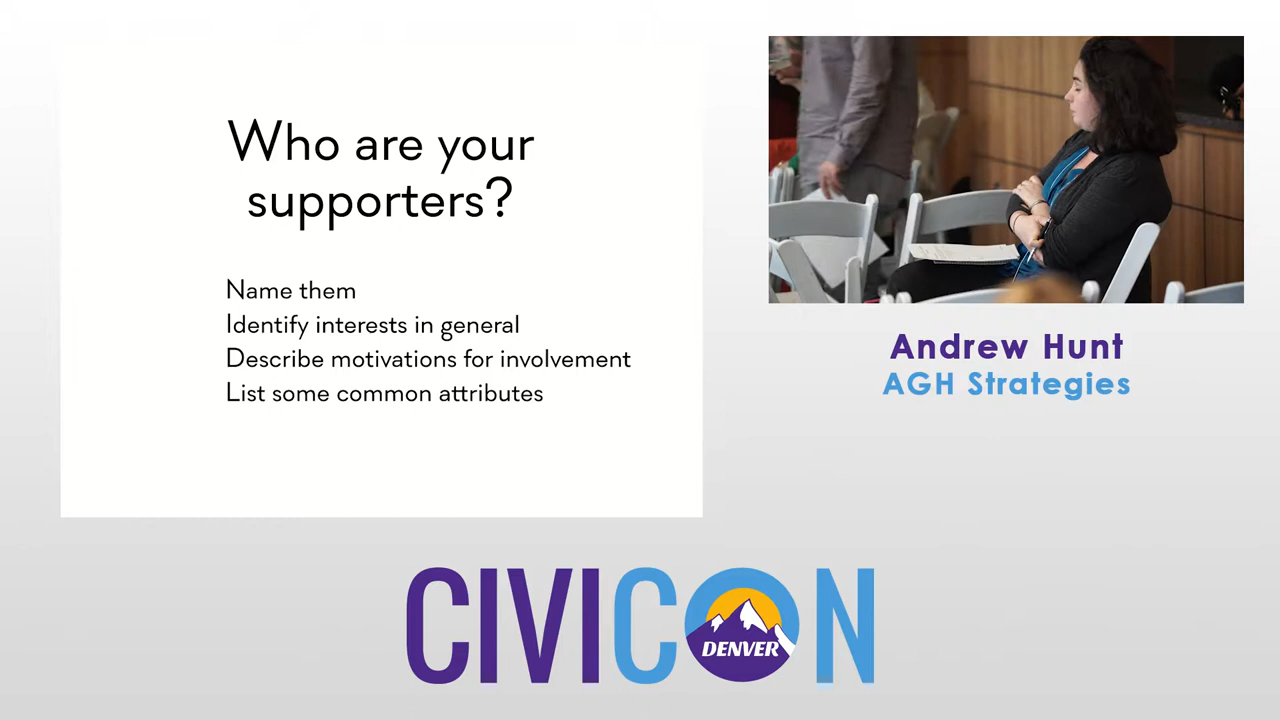 Who are your
supporters?
Name them
Identify interests in general
Describe motivations for involvement
List some common attributes
Andrew Hunt
AGH Strategies
CIVICON
DENVER